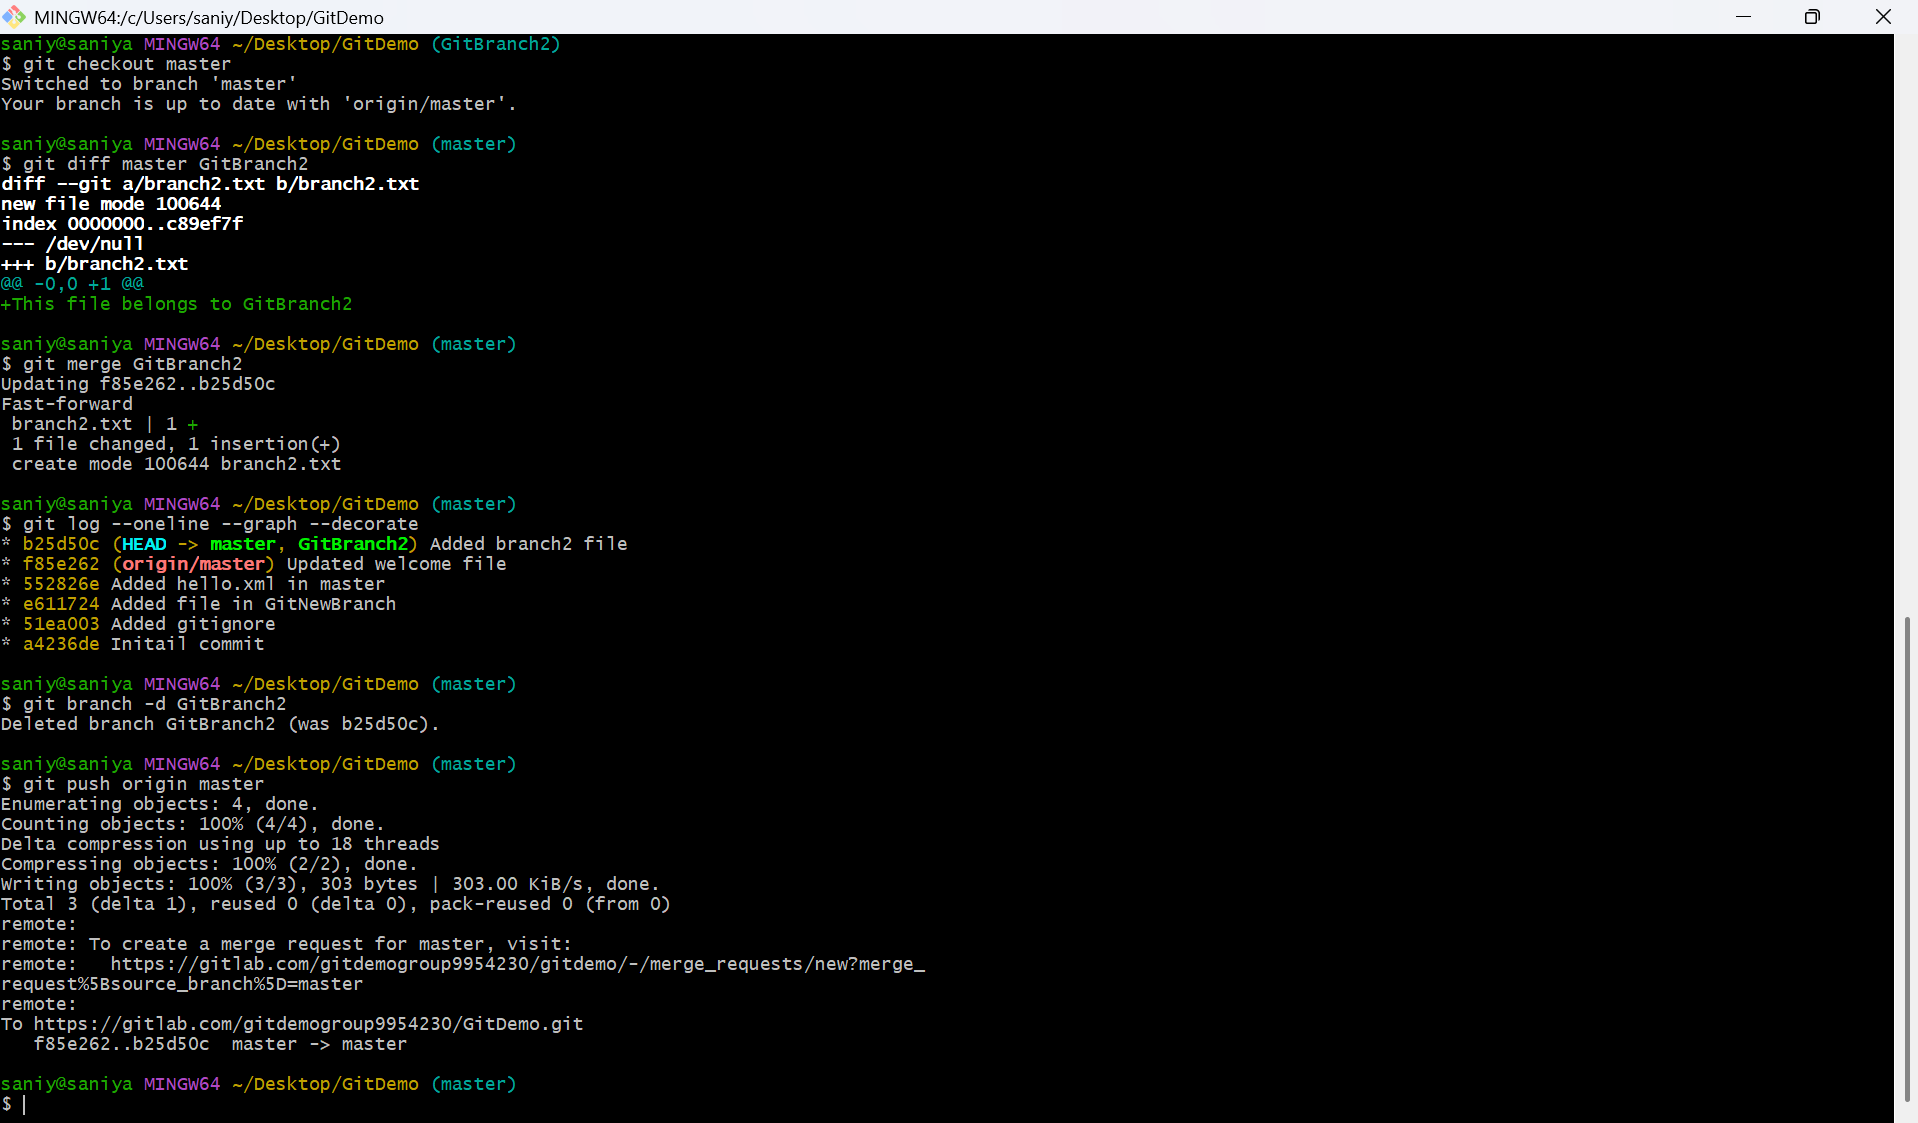 MINGW64:/c/Users/saniy/Desktop/GitDemo
saniy@saniya MINGW64 ~/Desktop/GitDemo (GitBranch2)
$ git checkout master
Switched to branch 'master'
Your branch is up to date with 'origin/master'.
saniy@saniya MINGW64 ~/Desktop/GitDemo (master)
$ git diff master GitBranch2
diff --git a/branch2.txt b/branch2.txt
new file mode 100644
index 0000000..c89ef7f
--- /dev/null
+++ b/branch2.txt
@@ -0,0 +1 @@
+This file belongs to GitBranch2
saniy@saniya MINGW64 ~/Desktop/GitDemo (master)
$ git merge GitBranch2
Updating f85e262..b25d50c
Fast-forward
 branch2.txt | 1 +
 1 file changed, 1 insertion(+)
 create mode 100644 branch2.txt
saniy@saniya MINGW64 ~/Desktop/GitDemo (master)
$ git log --oneline --graph --decorate
* b25d50c (HEAD -> master, GitBranch2) Added branch2 file
* f85e262 (origin/master) Updated welcome file
* 552826e Added hello.xml in master
* e611724 Added file in GitNewBranch
* 51ea003 Added gitignore
* a4236de Initail commit
saniy@saniya MINGW64 ~/Desktop/GitDemo (master)
$ git branch -d GitBranch2
Deleted branch GitBranch2 (was b25d50c).
saniy@saniya MINGW64 ~/Desktop/GitDemo (master)
$ git push origin master
Enumerating objects: 4, done.
Counting objects: 100% (4/4), done.
Delta compression using up to 18 threads
Compressing objects: 100% (2/2), done.
Writing objects: 100% (3/3), 303 bytes | 303.00 KiB/s, done.
Total 3 (delta 1), reused 0 (delta 0), pack-reused 0 (from 0)
remote:
remote: To create a merge request for master, visit:
remote:   https://gitlab.com/gitdemogroup9954230/gitdemo/-/merge_requests/new?merge_
request%5Bsource_branch%5D=master
remote:
To https://gitlab.com/gitdemogroup9954230/GitDemo.git
   f85e262..b25d50c  master -> master
saniy@saniya MINGW64 ~/Desktop/GitDemo (master)
$